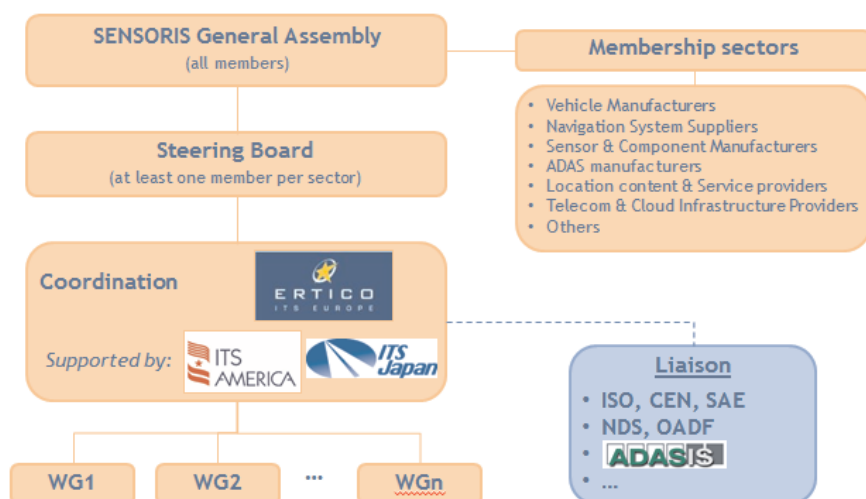 SENSORIS General Assembly
(all members)
Membership sectors
• Vehicle Manufacturers
• Navigation System Suppliers
• Sensor & Component Manufacturers
• ADAS manufacturers
• Location content & Service providers
• Telecom & Cloud Infrastructure Providers
• Others
Steering Board
(at least one member per sector)
Coordination
ERTICO
ITS EUROPE
Supported by:
ITS
AMERICA
ITS
Japan
Liaison
• ISO, CEN, SAE
• NDS, OADF
• ADASIS
• ...
WG1
WG2
...
WGn